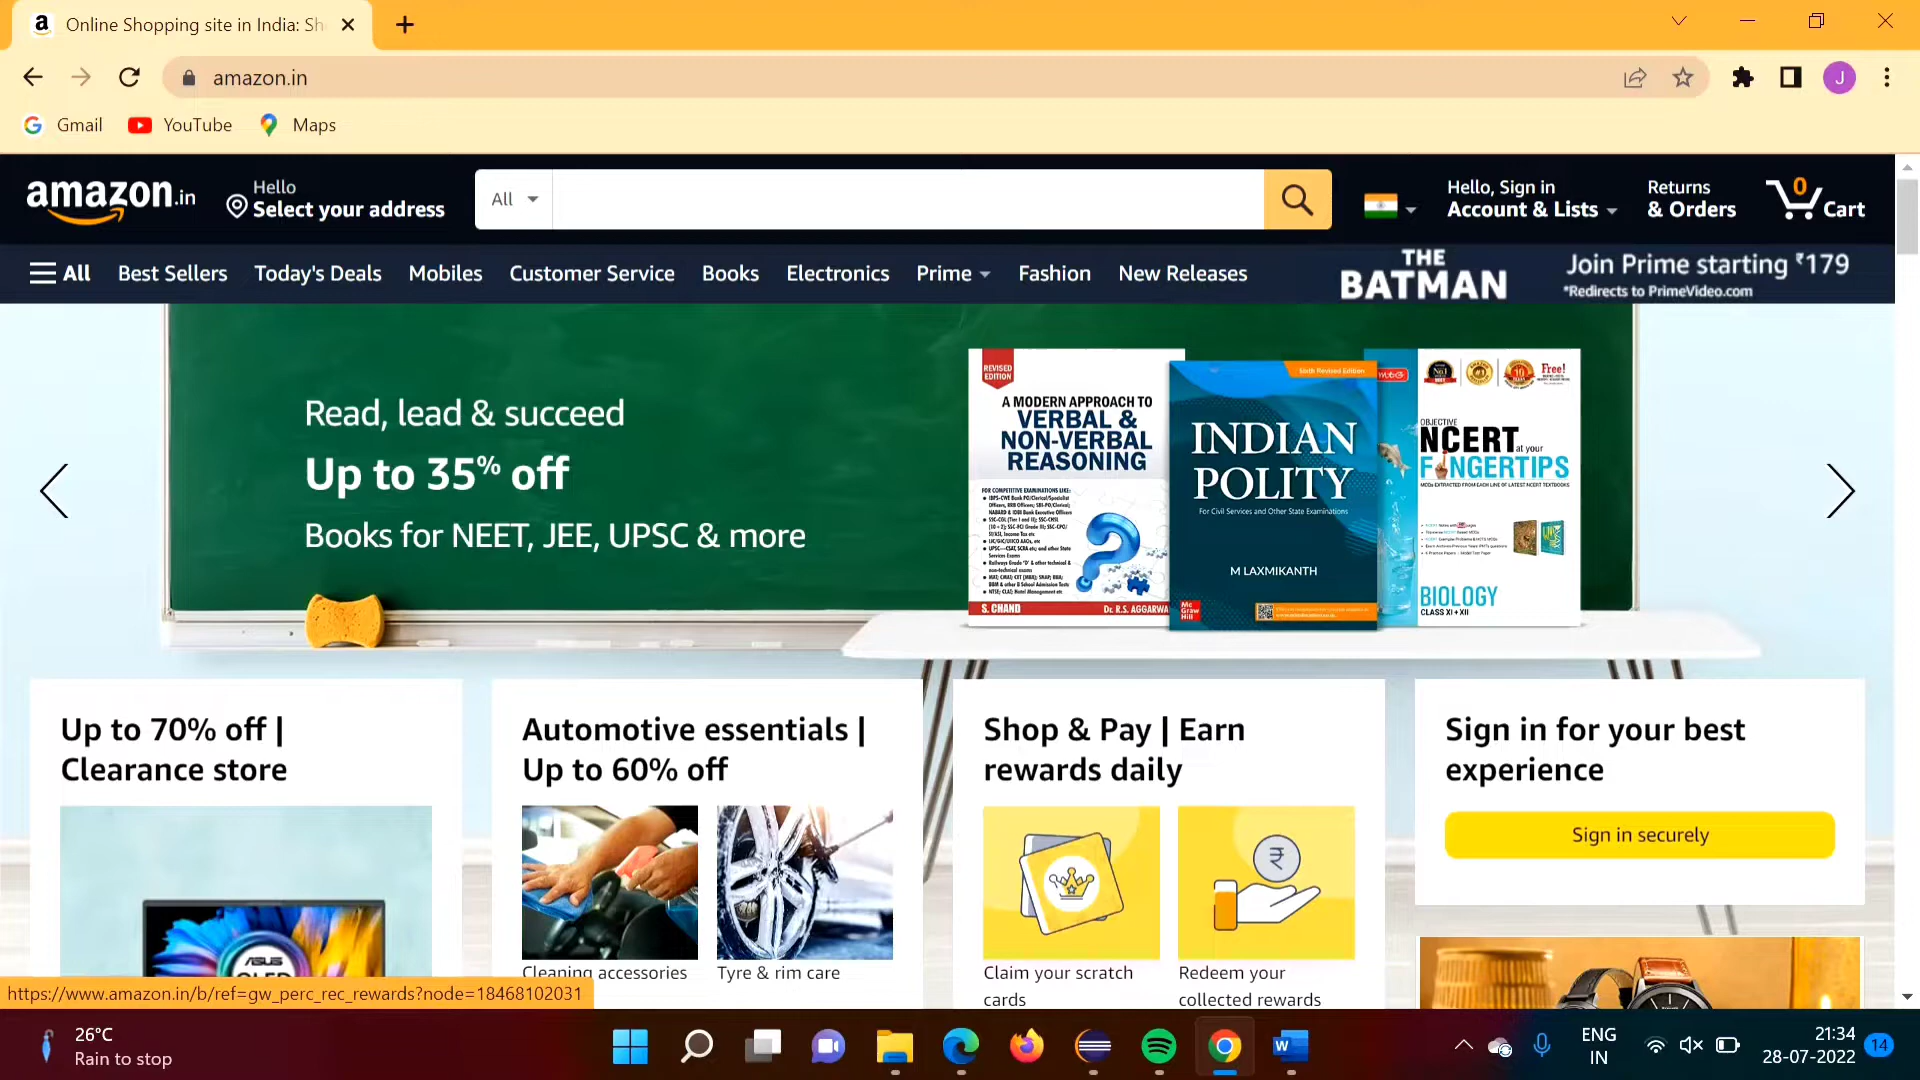 Online Shopping site in India: Sh
amazon.in
Gmail
YouTube
Maps
amazon.in
Hello
Select your address
All
Hello, Sign in
Account & Lists
Returns
& Orders
0
Cart
All
Best Sellers
Today's Deals
Mobiles
Customer Service
Books
Electronics
Prime
Fashion
New Releases
THE
BATMAN
Join Prime starting ₹179
*Redirects to PrimeVideo.com
Read, lead & succeed
Up to 35% off
Books for NEET, JEE, UPSC & more
REVISED
EDITION
A MODERN APPROACH TO
VERBAL &
NON-VERBAL
REASONING
FOR COMPETITIVE EXAMINATIONS LIKE:
S. CHAND
Dr. R.S. AGGARWA
Sixth Revised Edition
INDIAN
POLITY
For Civil Services and Other State Examinations
M LAXMIKANTH
Mc
Graw
Hill
MTG
Free!
OBJECTIVE
NCERT at your
FINGERTIPS
MCQs EXTRACTED FROM EACH LINE OF LATEST NCERT TEXTBOOKS
BIOLOGY
CLASS XI + XII
Up to 70% off |
Clearance store
ASUS
OLED
Automotive essentials |
Up to 60% off
Cleaning accessories
Tyre & rim care
Shop & Pay | Earn
rewards daily
Claim your scratch
cards
Redeem your
collected rewards
Sign in for your best
experience
Sign in securely
https://www.amazon.in/b/ref=gw_perc_rec_rewards?node=18468102031
26°C
Rain to stop
ENG
IN
21:34
28-07-2022
14